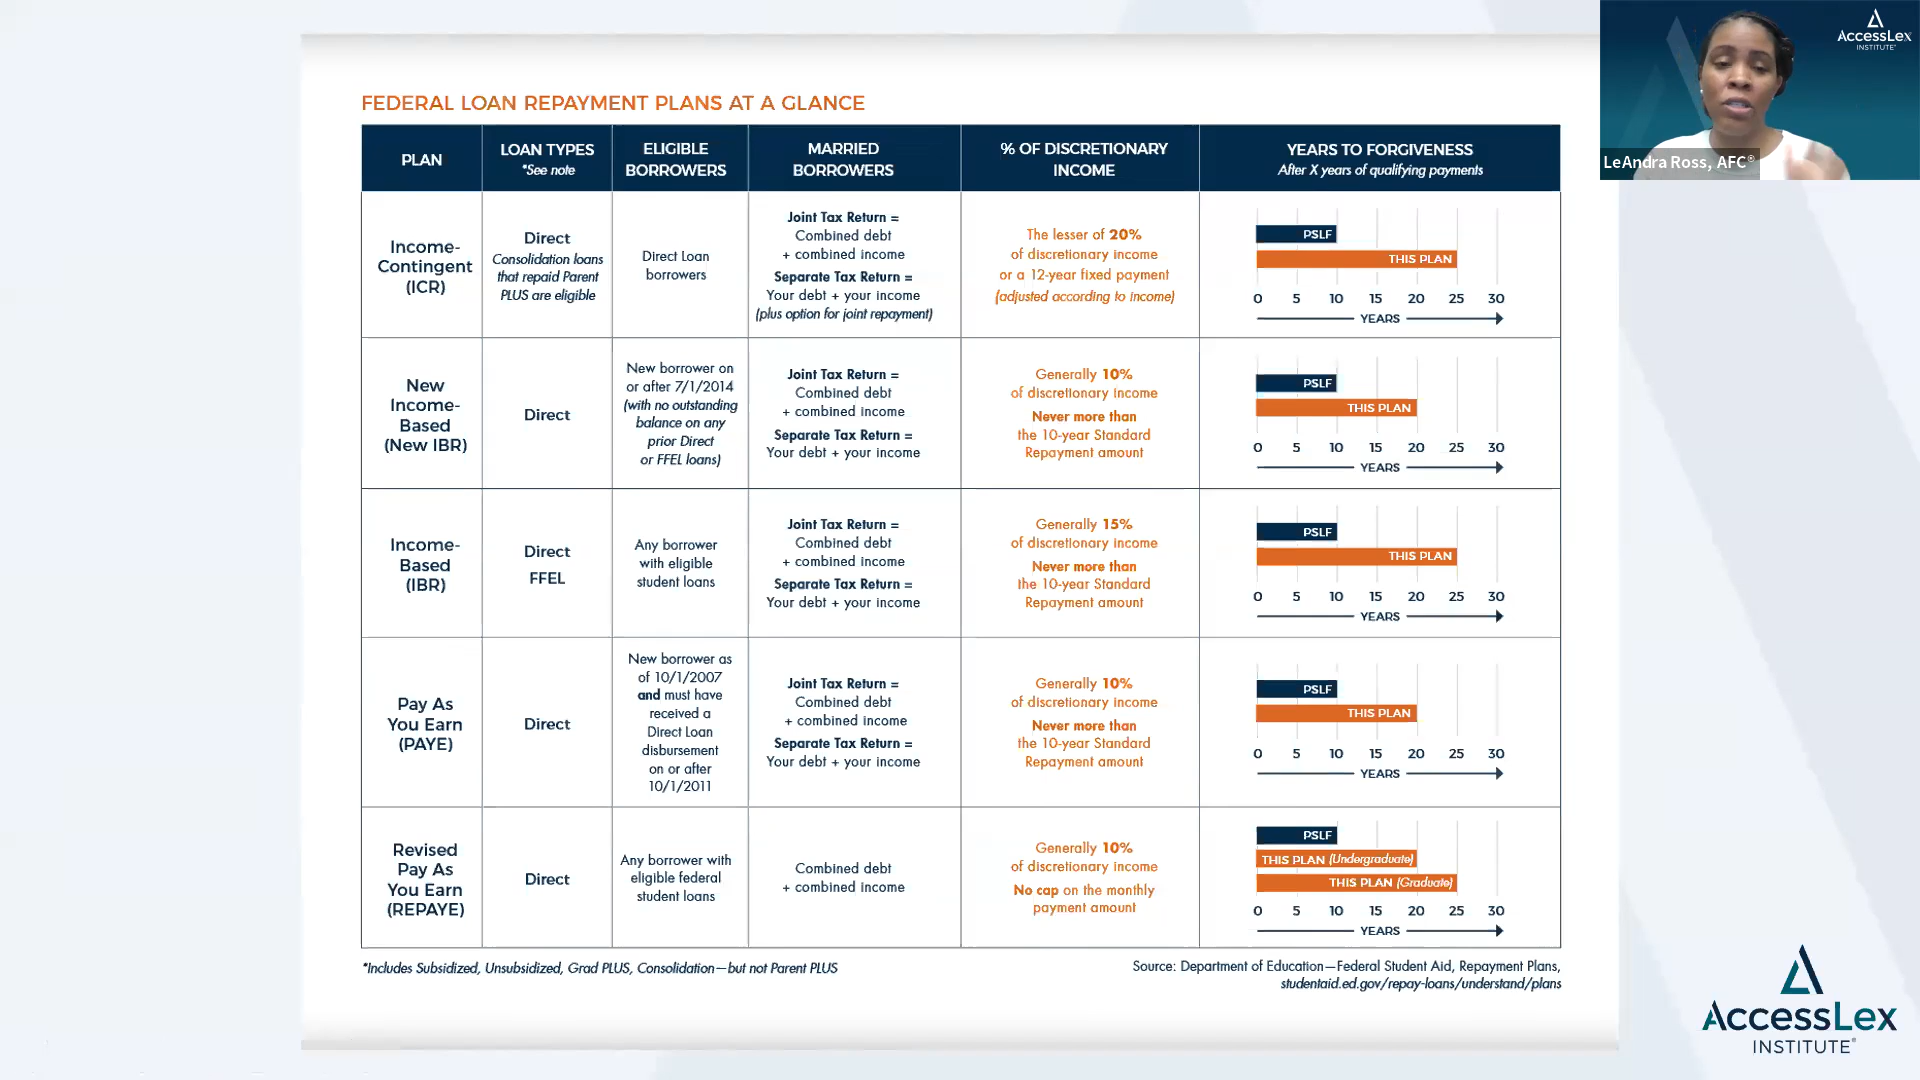 AccessLex
INSTITUTE®
LeAndra Ross, AFC®
FEDERAL LOAN REPAYMENT PLANS AT A GLANCE
PLAN
LOAN TYPES
*See note
ELIGIBLE
BORROWERS
MARRIED
BORROWERS
% OF DISCRETIONARY
INCOME
YEARS TO FORGIVENESS
After X years of qualifying payments
Income-
Contingent
(ICR)
Direct
Consolidation loans
that repaid Parent
PLUS are eligible
Direct Loan
borrowers
Joint Tax Return =
Combined debt
+ combined income
Separate Tax Return =
Your debt + your income
(plus option for joint repayment)
The lesser of 20%
of discretionary income
or a 12-year fixed payment
(adjusted according to income)
PSLF
THIS PLAN
0 5 10 15 20 25 30
YEARS
New
Income-
Based
(New IBR)
Direct
New borrower on
or after 7/1/2014
(with no outstanding
balance on any
prior Direct
or FFEL loans)
Joint Tax Return =
Combined debt
+ combined income
Separate Tax Return =
Your debt + your income
Generally 10%
of discretionary income
Never more than
the 10-year Standard
Repayment amount
PSLF
THIS PLAN
0 5 10 15 20 25 30
YEARS
Income-
Based
(IBR)
Direct
FFEL
Any borrower
with eligible
student loans
Joint Tax Return =
Combined debt
+ combined income
Separate Tax Return =
Your debt + your income
Generally 15%
of discretionary income
Never more than
the 10-year Standard
Repayment amount
PSLF
THIS PLAN
0 5 10 15 20 25 30
YEARS
Pay As
You Earn
(PAYE)
Direct
New borrower as
of 10/1/2007
and must have
received a
Direct Loan
disbursement
on or after
10/1/2011
Joint Tax Return =
Combined debt
+ combined income
Separate Tax Return =
Your debt + your income
Generally 10%
of discretionary income
Never more than
the 10-year Standard
Repayment amount
PSLF
THIS PLAN
0 5 10 15 20 25 30
YEARS
Revised
Pay As
You Earn
(REPAYE)
Direct
Any borrower with
eligible federal
student loans
Combined debt
+ combined income
Generally 10%
of discretionary income
No cap on the monthly
payment amount
PSLF
THIS PLAN (Undergraduate)
THIS PLAN (Graduate)
0 5 10 15 20 25 30
YEARS
*Includes Subsidized, Unsubsidized, Grad PLUS, Consolidation—but not Parent PLUS
Source: Department of Education—Federal Student Aid, Repayment Plans,
studentaid.ed.gov/repay-loans/understand/plans
AccessLex
INSTITUTE®